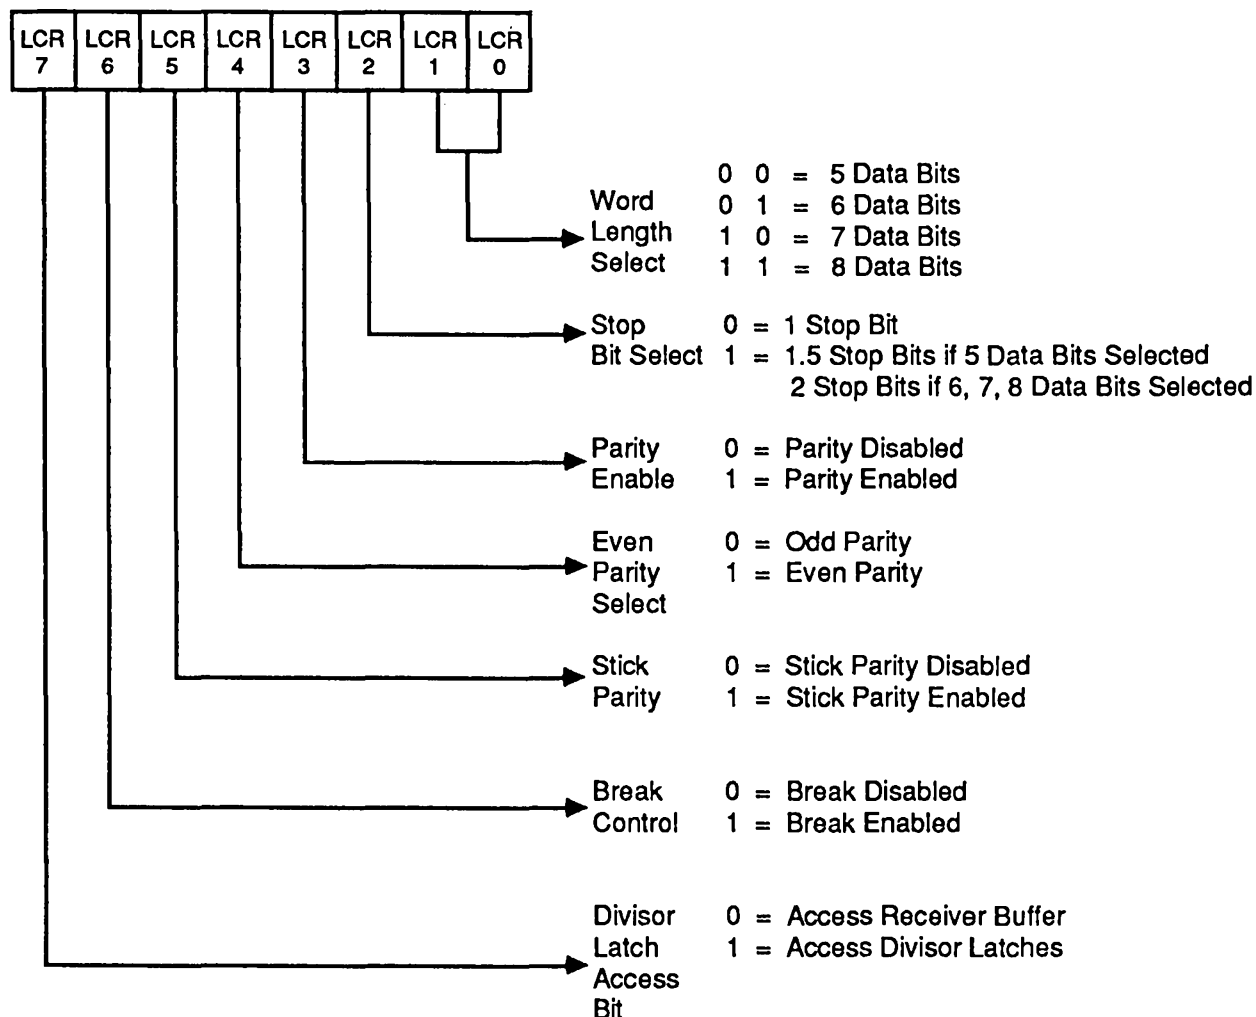 LCR 7 LCR 6 LCR 5 LCR 4 LCR 3 LCR 2 LCR 1 LCR 0
Word Length Select
0 0 = 5 Data Bits
0 1 = 6 Data Bits
1 0 = 7 Data Bits
1 1 = 8 Data Bits
Stop Bit Select
0 = 1 Stop Bit
1 = 1.5 Stop Bits if 5 Data Bits Selected
2 Stop Bits if 6, 7, 8 Data Bits Selected
Parity Enable
0 = Parity Disabled
1 = Parity Enabled
Even Parity Select
0 = Odd Parity
1 = Even Parity
Stick Parity
0 = Stick Parity Disabled
1 = Stick Parity Enabled
Break Control
0 = Break Disabled
1 = Break Enabled
Divisor Latch Access Bit
0 = Access Receiver Buffer
1 = Access Divisor Latches